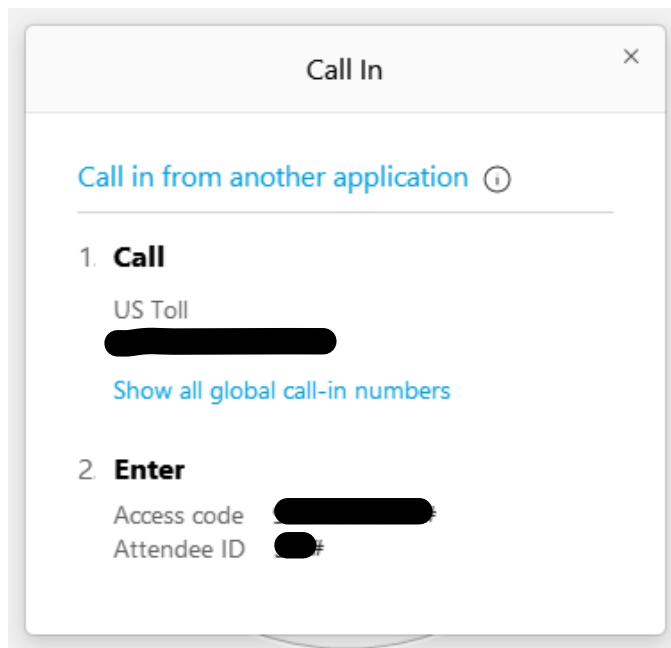 Call In
Call in from another application
1. Call
US Toll
Show all global call-in numbers
2. Enter
Access code #
Attendee ID #